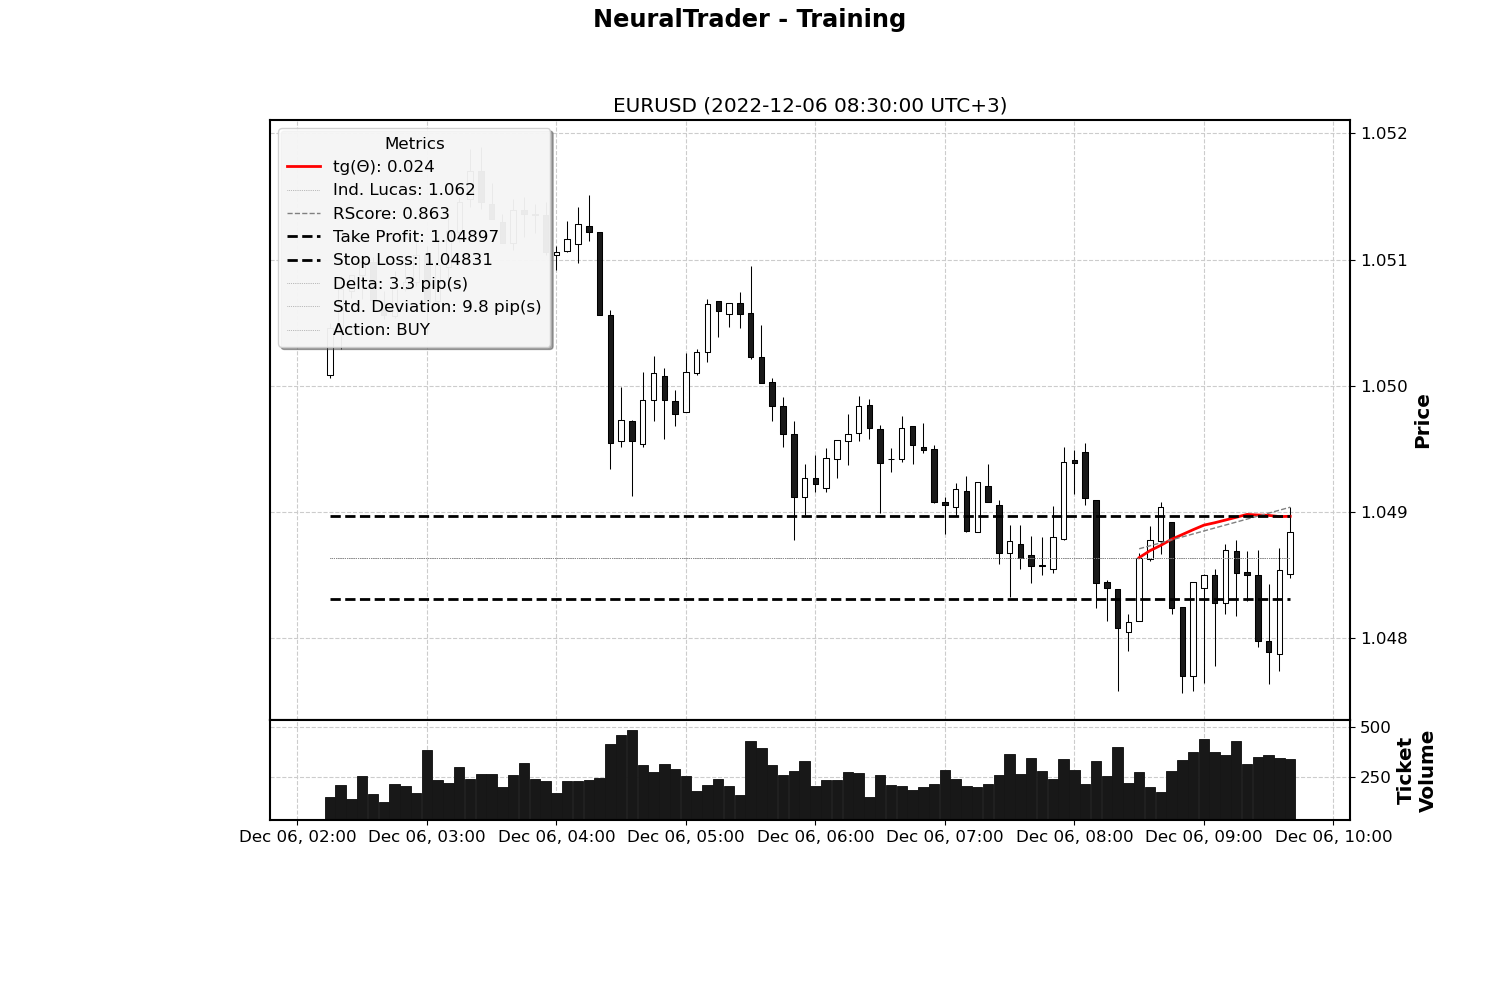 NeuralTrader - Training
EURUSD (2022-12-06 08:30:00 UTC+3)
Metrics
tg(Θ): 0.024
Ind. Lucas: 1.062
RScore: 0.863
Take Profit: 1.04897
Stop Loss: 1.04831
Delta: 3.3 pip(s)
Std. Deviation: 9.8 pip(s)
Action: BUY
1.052
1.051
1.050
1.049
1.048
Price
500
250
Ticket
Volume
Dec 06, 02:00 Dec 06, 03:00 Dec 06, 04:00 Dec 06, 05:00 Dec 06, 06:00 Dec 06, 07:00 Dec 06, 08:00 Dec 06, 09:00 Dec 06, 10:00